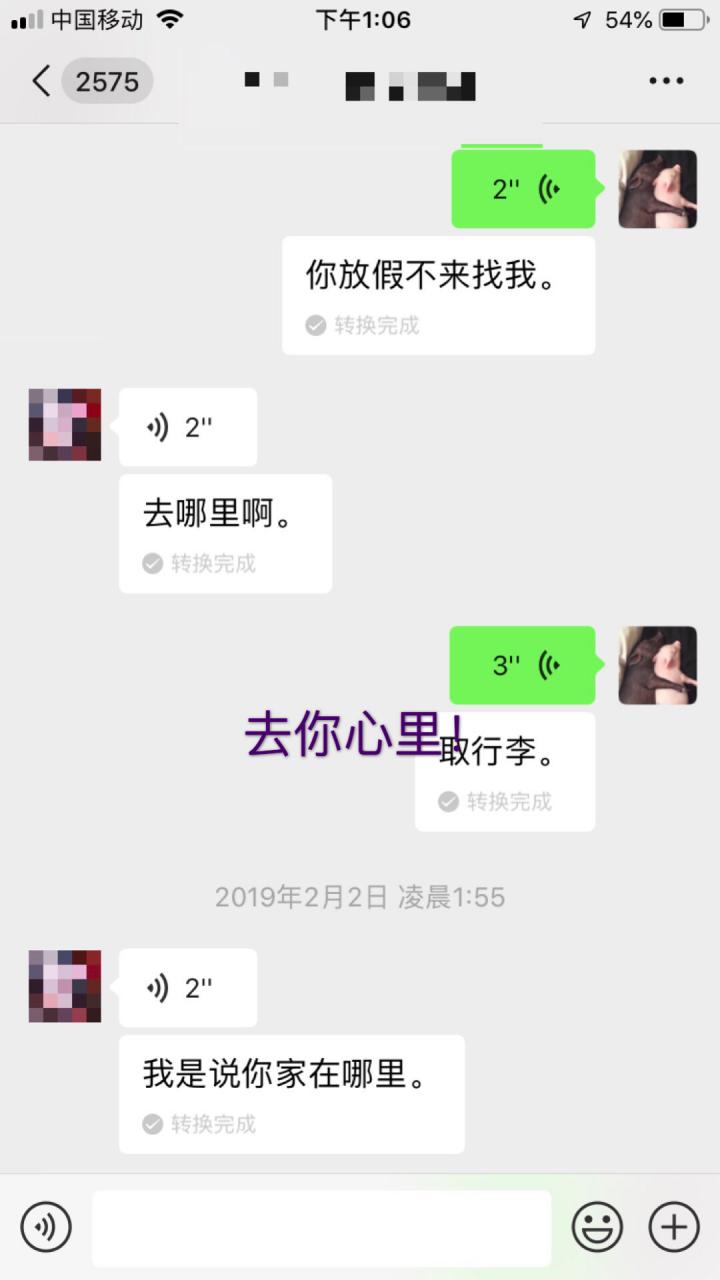 中国移动 下午1:06 54%
2575
2''
你放假不来找我。
转换完成
2''
去哪里啊。
转换完成
3''
去你心里！
取行李。
转换完成
2019年2月2日 凌晨1:55
2''
我是说你家在哪里。
转换完成